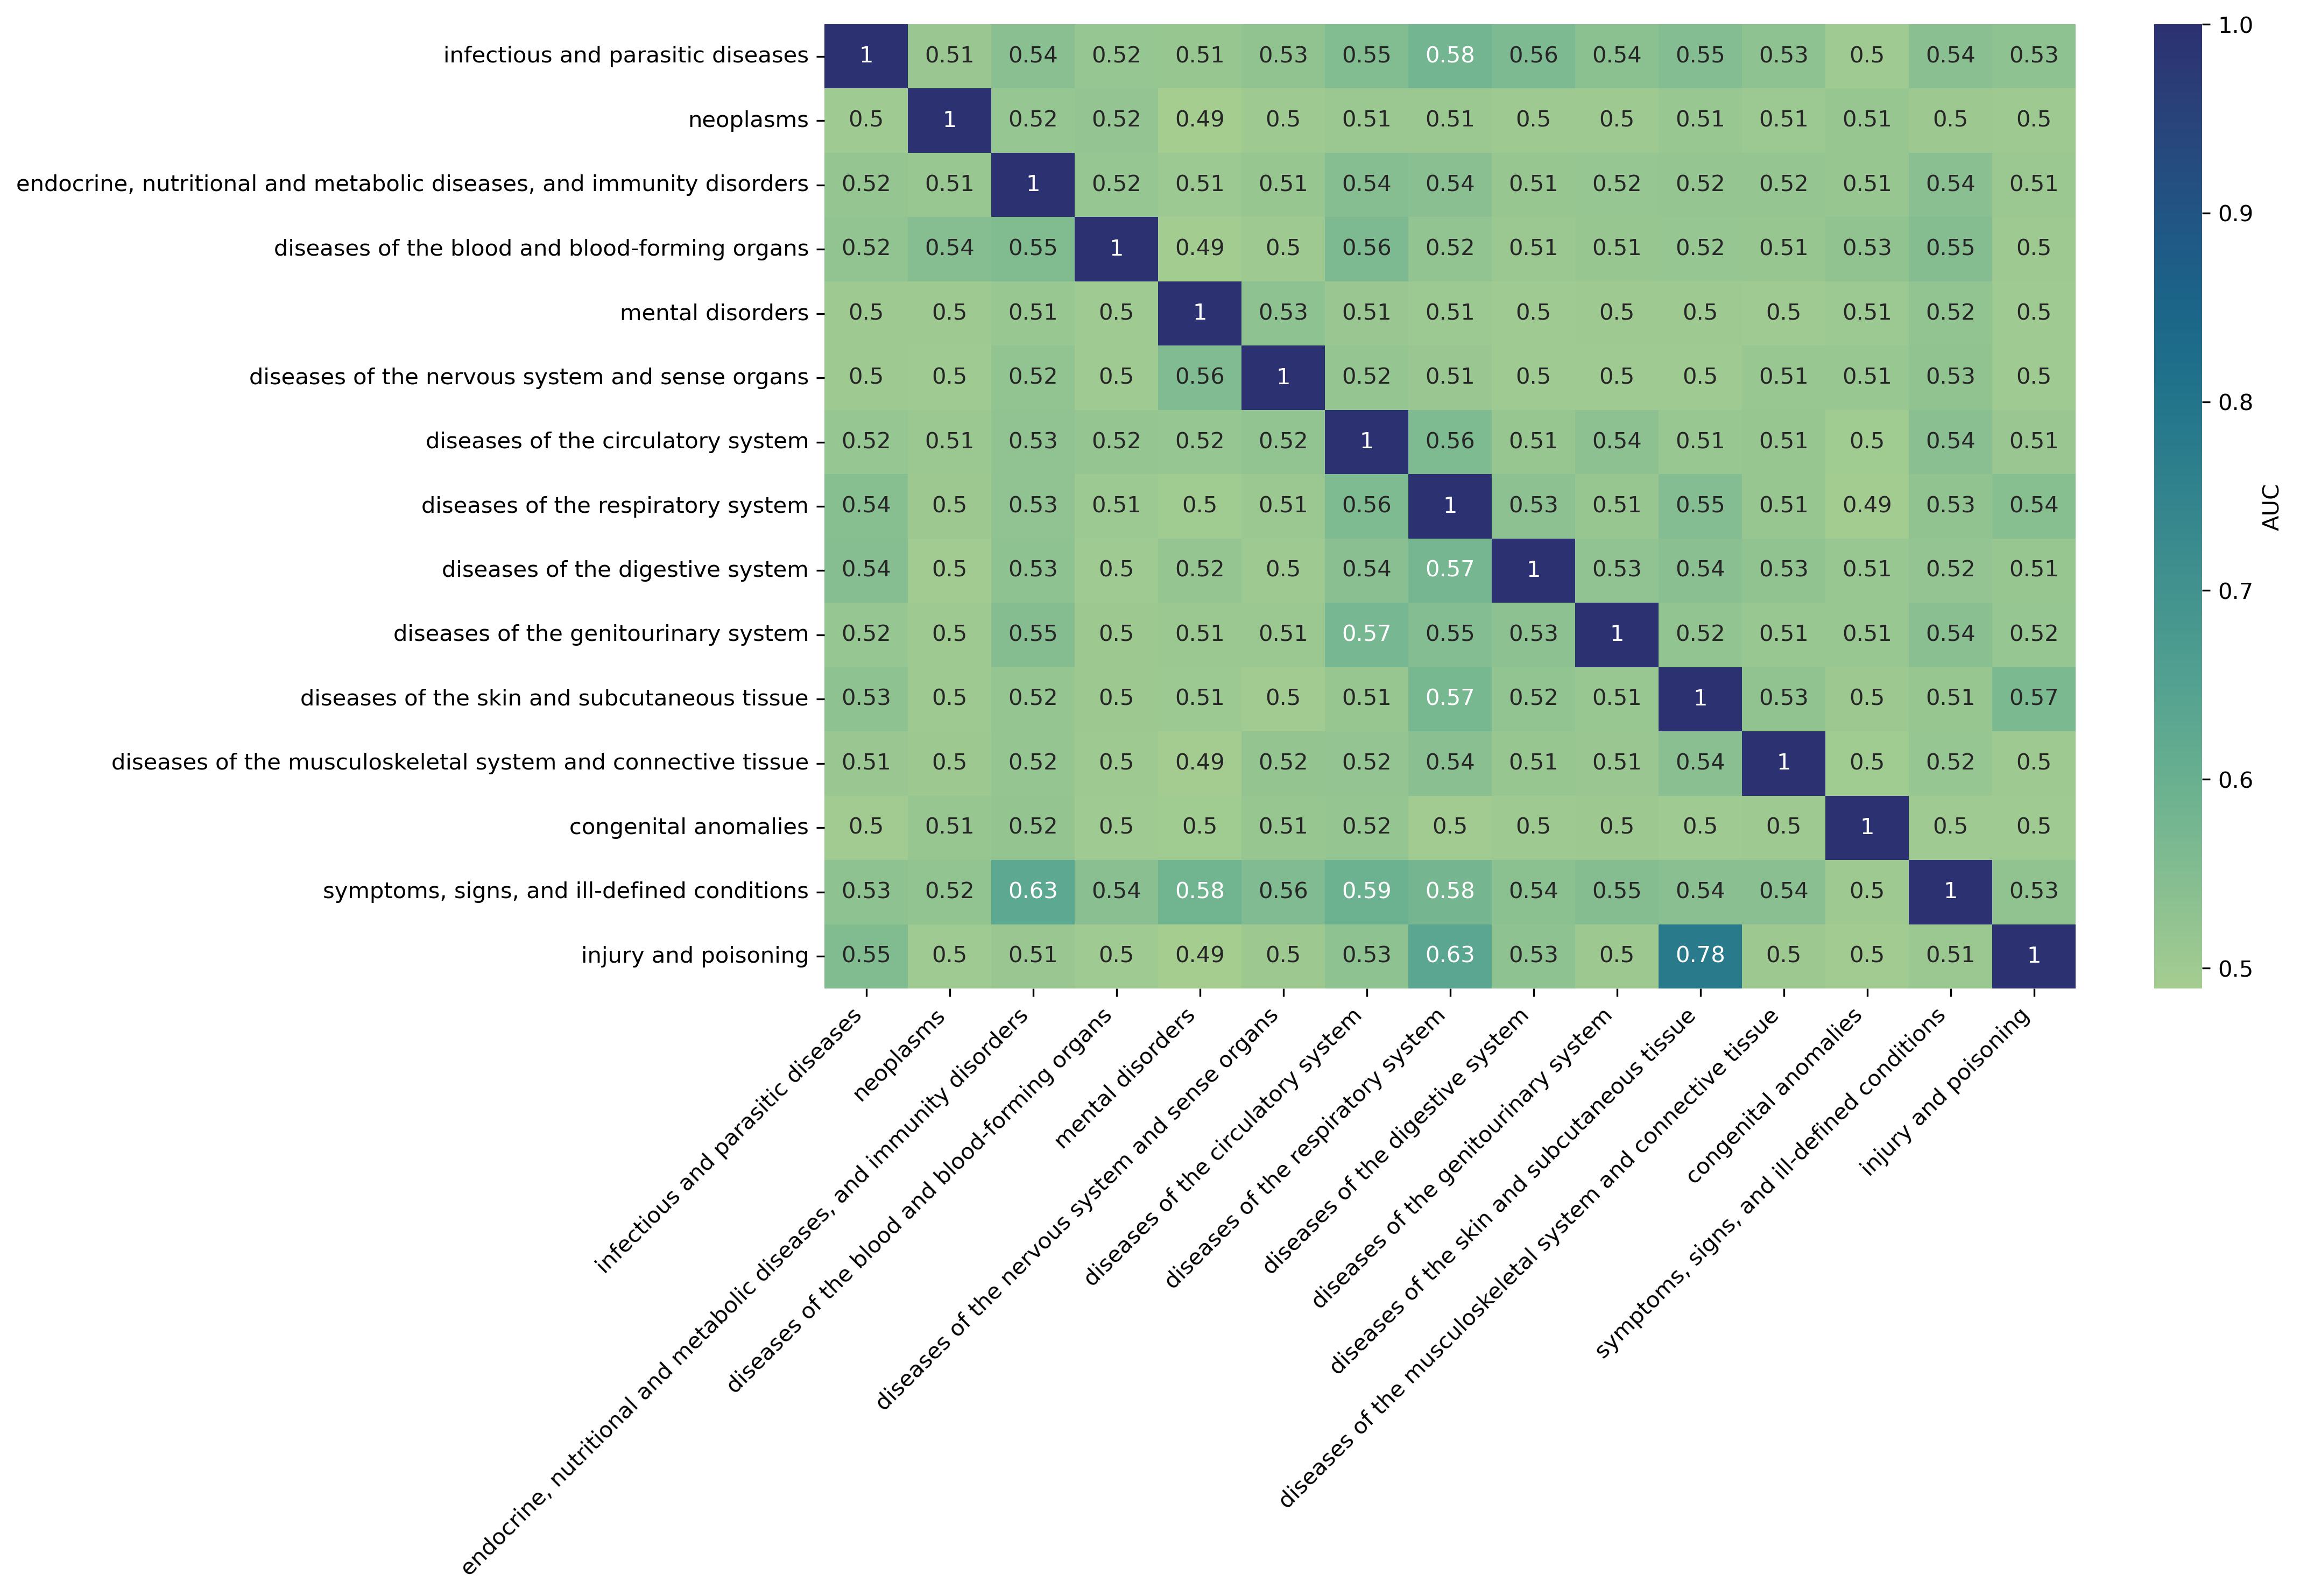 infectious and parasitic diseases 1 0.51 0.54 0.52 0.51 0.53 0.55 0.58 0.56 0.54 0.55 0.53 0.5 0.54 0.53
neoplasms 0.5 1 0.52 0.52 0.49 0.5 0.51 0.51 0.5 0.5 0.51 0.51 0.51 0.5 0.5
endocrine, nutritional and metabolic diseases, and immunity disorders 0.52 0.51 1 0.52 0.51 0.51 0.54 0.54 0.51 0.52 0.52 0.52 0.51 0.54 0.51
diseases of the blood and blood-forming organs 0.52 0.54 0.55 1 0.49 0.5 0.56 0.52 0.51 0.51 0.52 0.51 0.53 0.55 0.5
mental disorders 0.5 0.5 0.51 0.5 1 0.53 0.51 0.51 0.5 0.5 0.5 0.5 0.51 0.52 0.5
diseases of the nervous system and sense organs 0.5 0.5 0.52 0.5 0.56 1 0.52 0.51 0.5 0.5 0.5 0.51 0.51 0.53 0.5
diseases of the circulatory system 0.52 0.51 0.53 0.52 0.52 0.52 1 0.56 0.51 0.54 0.51 0.51 0.5 0.54 0.51
diseases of the respiratory system 0.54 0.5 0.53 0.51 0.5 0.51 0.56 1 0.53 0.51 0.55 0.51 0.49 0.53 0.54
diseases of the digestive system 0.54 0.5 0.53 0.5 0.52 0.5 0.54 0.57 1 0.53 0.54 0.53 0.51 0.52 0.51
diseases of the genitourinary system 0.52 0.5 0.55 0.5 0.51 0.51 0.57 0.55 0.53 1 0.52 0.51 0.51 0.54 0.52
diseases of the skin and subcutaneous tissue 0.53 0.5 0.52 0.5 0.51 0.5 0.51 0.57 0.52 0.51 1 0.53 0.5 0.51 0.57
diseases of the musculoskeletal system and connective tissue 0.51 0.5 0.52 0.5 0.49 0.52 0.52 0.54 0.51 0.51 0.54 1 0.5 0.52 0.5
congenital anomalies 0.5 0.51 0.52 0.5 0.5 0.51 0.52 0.5 0.5 0.5 0.5 0.5 1 0.5 0.5
symptoms, signs, and ill-defined conditions 0.53 0.52 0.63 0.54 0.58 0.56 0.59 0.58 0.54 0.55 0.54 0.54 0.5 1 0.53
injury and poisoning 0.55 0.5 0.51 0.5 0.49 0.5 0.53 0.63 0.53 0.5 0.78 0.5 0.5 0.51 1
infectious and parasitic diseases
neoplasms
endocrine, nutritional and metabolic diseases, and immunity disorders
diseases of the blood and blood-forming organs
mental disorders
diseases of the nervous system and sense organs
diseases of the circulatory system
diseases of the respiratory system
diseases of the digestive system
diseases of the genitourinary system
diseases of the skin and subcutaneous tissue
diseases of the musculoskeletal system and connective tissue
congenital anomalies
symptoms, signs, and ill-defined conditions
injury and poisoning
1.0
0.9
0.8
0.7
0.6
0.5
AUC